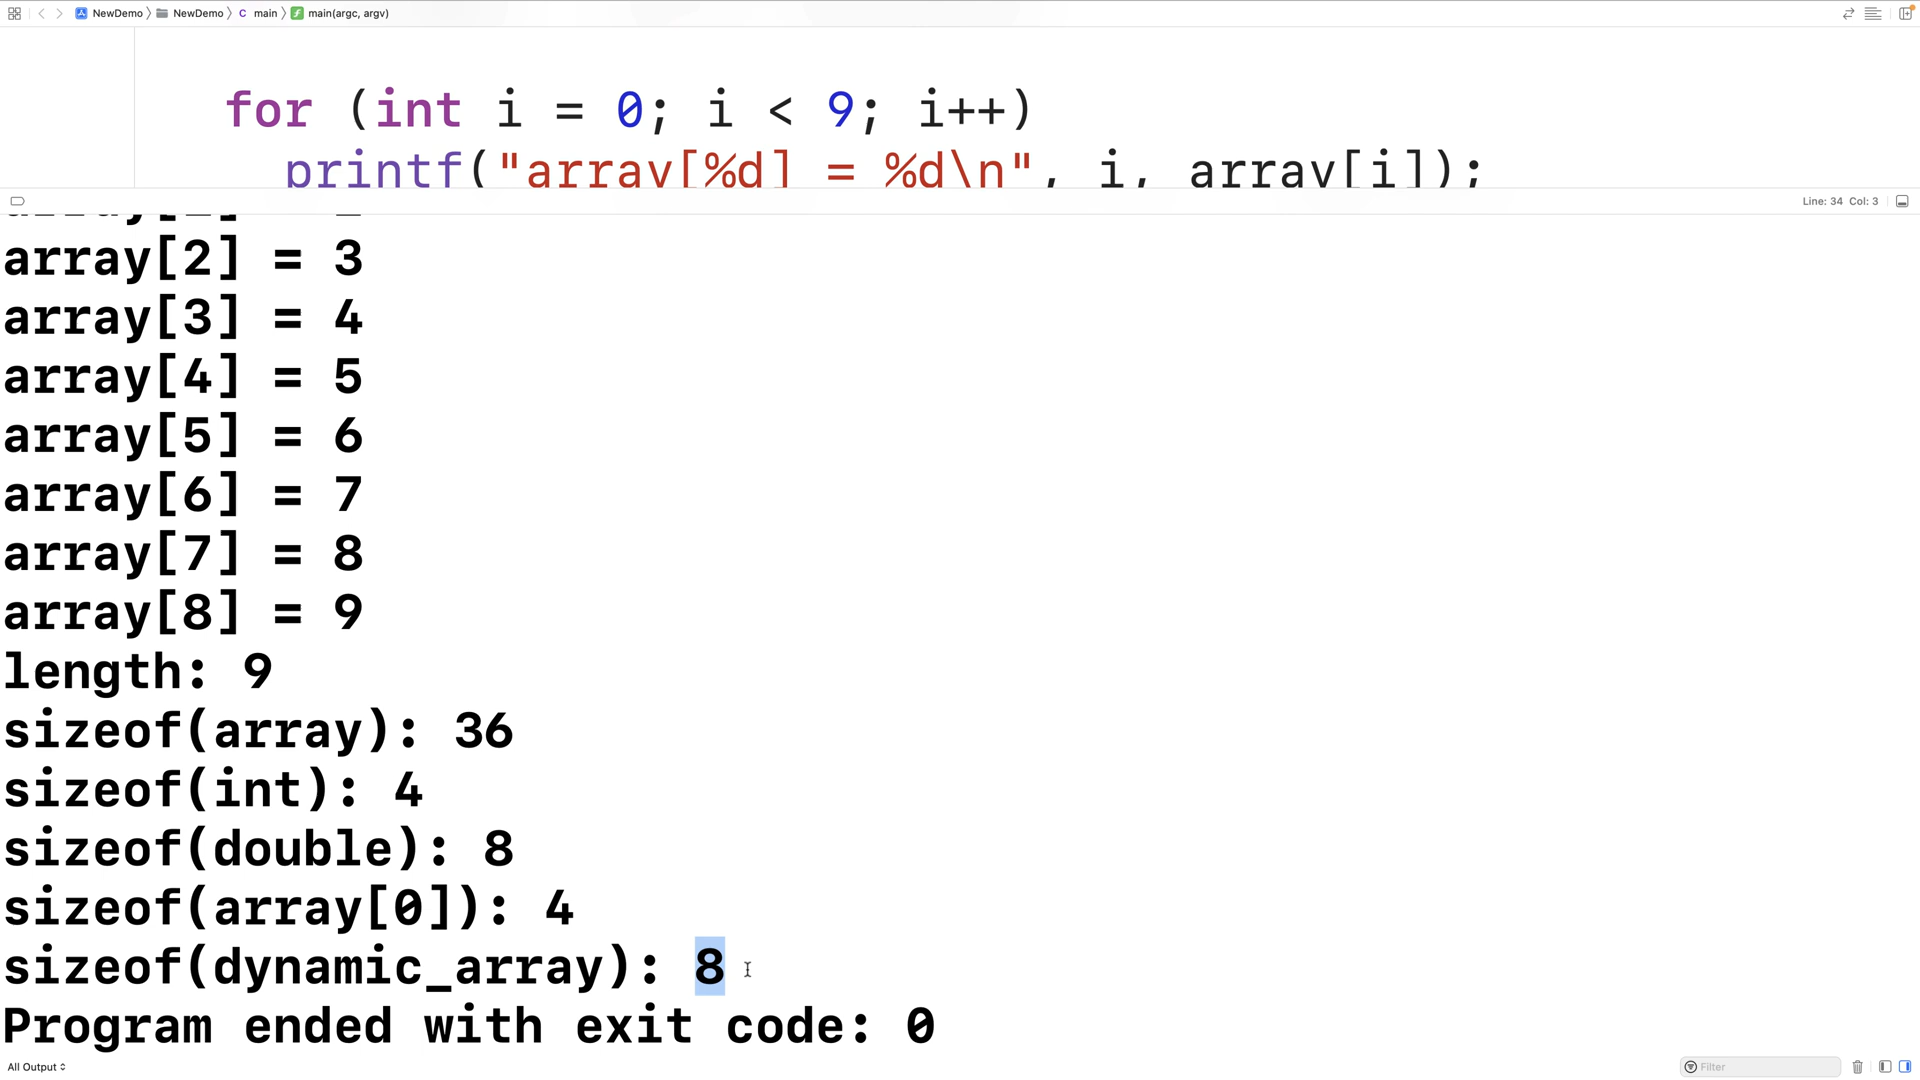 NewDemo NewDemo C main f main(argc, argv)
for (int i = 0; i < 9; i++)
printf("array[%d] = %d\n", i, array[i]);
Line: 34 Col: 3
array[2] = 3
array[3] = 4
array[4] = 5
array[5] = 6
array[6] = 7
array[7] = 8
array[8] = 9
length: 9
sizeof(array): 36
sizeof(int): 4
sizeof(double): 8
sizeof(array[0]): 4
sizeof(dynamic_array): 8
Program ended with exit code: 0
All Output
Filter